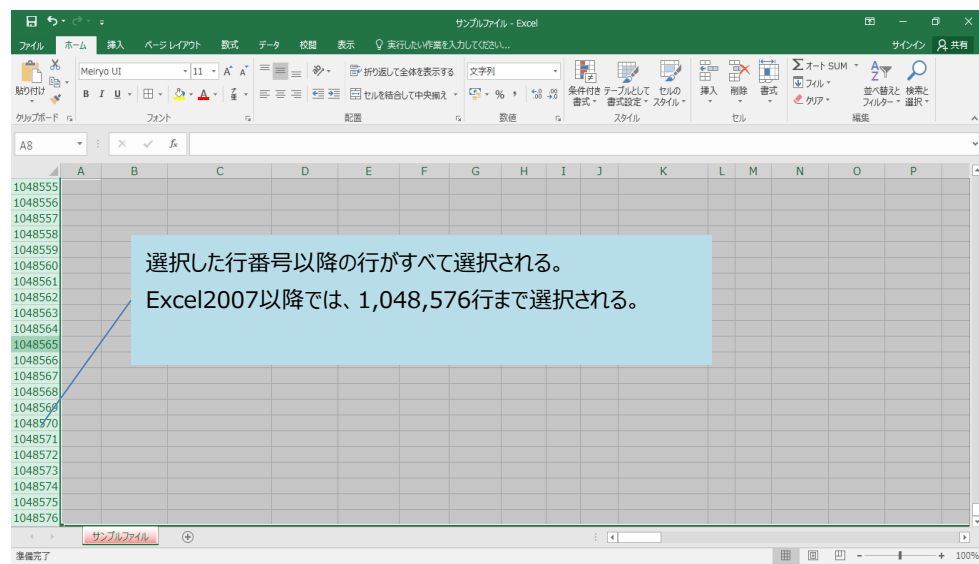 サンプルファイル - Excel
ファイル ホーム 挿入 ページ レイアウト 数式 データ 校閲 表示 実行したい作業を入力してください... サインイン 共有
Meiryo UI 11 A A 折り返して全体を表示する 文字列 Σ オート SUM
貼り付け B I U A セルを結合して中央揃え % , 条件付き書式 テーブルとして書式設定 セルのスタイル 挿入 削除 書式 フィル クリア 並べ替えと フィルター 検索と 選択
クリップボード フォント 配置 数値 スタイル セル 編集
A8 fx
A B C D E F G H I J K L M N O P
1048555
1048556
1048557
1048558
1048559
1048560
1048561
1048562
1048563
1048564
1048565
1048566
1048567
1048568
1048569
1048570
1048571
1048572
1048573
1048574
1048575
1048576
選択した行番号以降の行がすべて選択される。
Excel2007以降では、1,048,576行まで選択される。
サンプルファイル
準備完了 100%